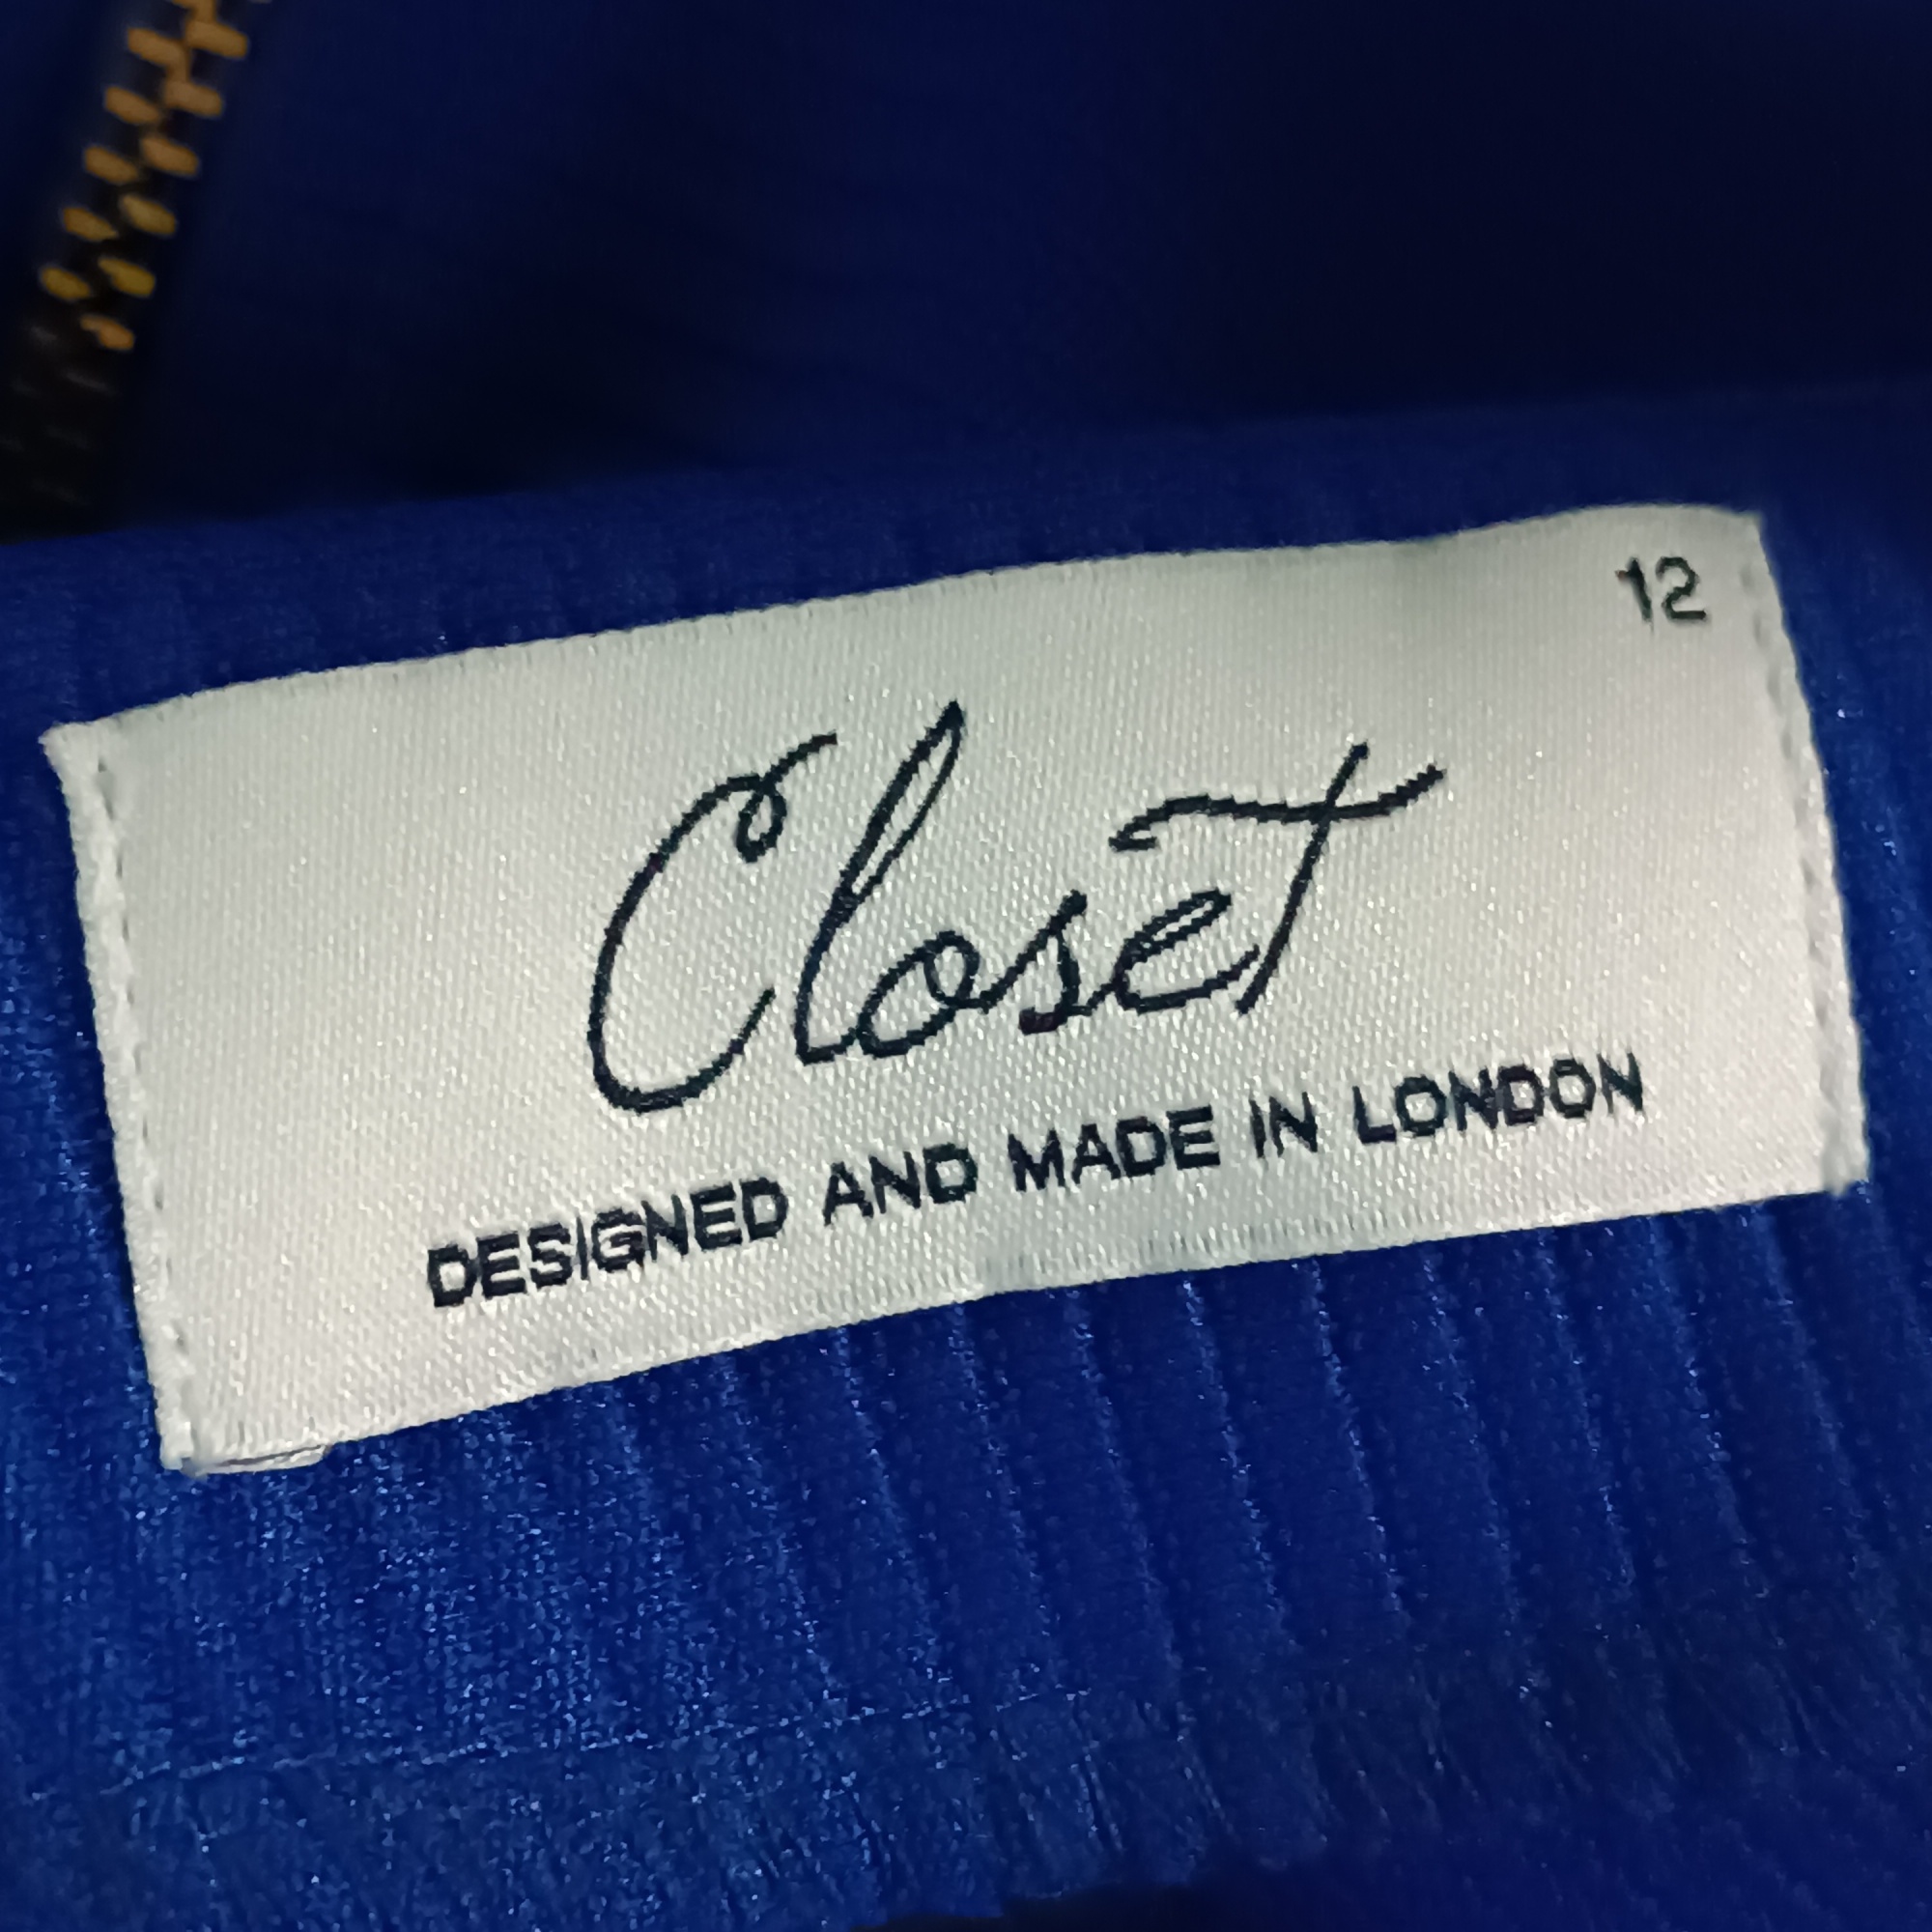 12
Closet
DESIGNED AND MADE IN LONDON